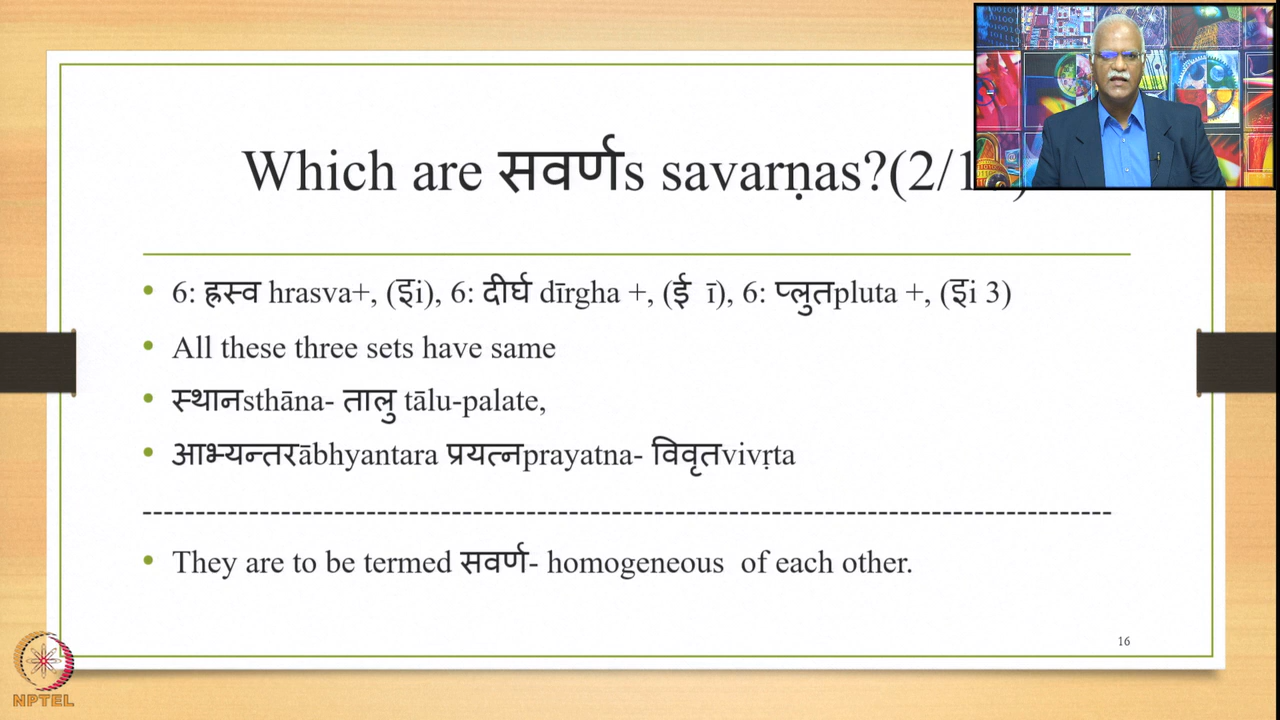 Which are सवर्णs savarṇas?(2/1
6: ह्रस्व hrasva+, (इi), 6: दीर्घ dīrgha +, (ई ī), 6: प्लुतpluta +, (इi 3)
All these three sets have same
स्थानsthāna- तालु tālu-palate,
आभ्यन्तरābhyantara प्रयत्नprayatna- विवृतvivṛta
They are to be termed सवर्ण- homogeneous of each other.
16
NPTEL